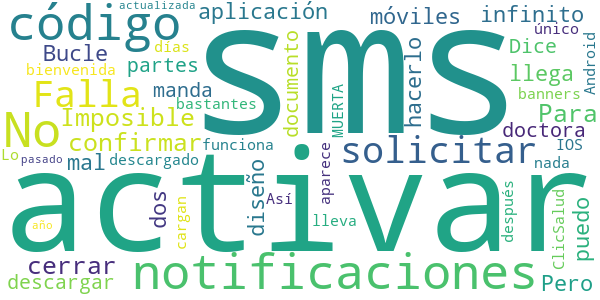 actualizada
código
aplicación
móviles
infinito
único
Bucle
días
partes
Dice
Android
bienvenida
sms
documento
hacerlo
llega
Falla
manda
banners
bastantes
MUERTA
Para
No
Imposible
doctora
confirmar
funciona
solicitar
IOS
Lo
pasado
mal
descargado
aparece
nada
activar
diseño
dos
Así
después
ClicSalud
puedo
año
cargan
lleva
cerrar
notificaciones
descargar
Pero